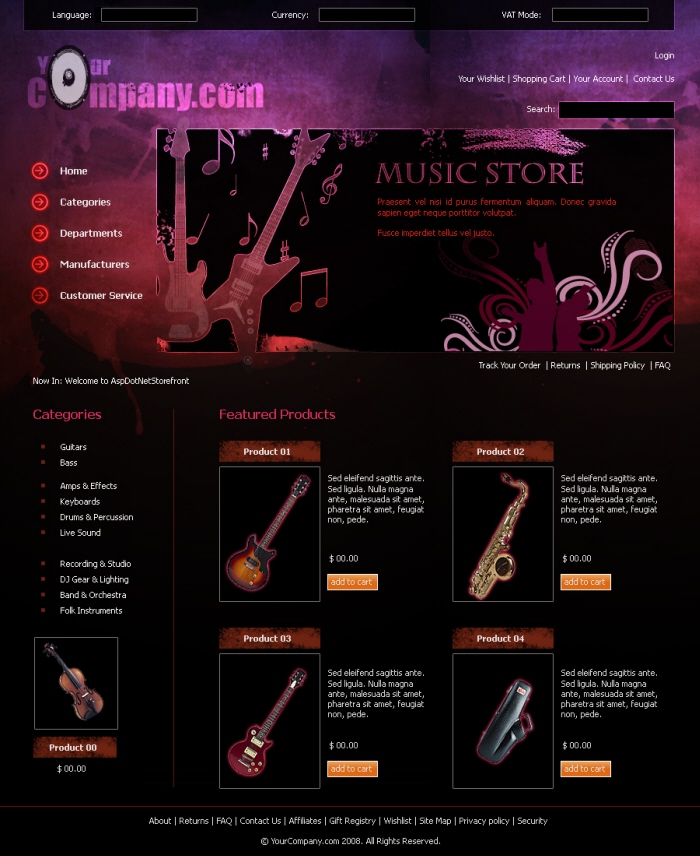 Language:
Currency:
VAT Mode:
Your
Company.com
Login
Your Wishlist | Shopping Cart | Your Account | Contact Us
Search:
Home
Categories
Departments
Manufacturers
Customer Service
MUSIC STORE
Praesent vel nisi id purus fermentum aliquam. Donec gravida
sapien eget neque porttitor volutpat.
Fusce imperdiet tellus vel justo.
Track Your Order | Returns | Shipping Policy | FAQ
Now In: Welcome to AspDotNetStorefront
Categories
Guitars
Bass
Amps & Effects
Keyboards
Drums & Percussion
Live Sound
Recording & Studio
DJ Gear & Lighting
Band & Orchestra
Folk Instruments
Product 00
$ 00.00
Featured Products
Product 01
Sed eleifend sagittis ante.
Sed ligula. Nulla magna
ante, malesuada sit amet,
pharetra sit amet, feugiat
non, pede.
$ 00.00
add to cart
Product 02
Sed eleifend sagittis ante.
Sed ligula. Nulla magna
ante, malesuada sit amet,
pharetra sit amet, feugiat
non, pede.
$ 00.00
add to cart
Product 03
Sed eleifend sagittis ante.
Sed ligula. Nulla magna
ante, malesuada sit amet,
pharetra sit amet, feugiat
non, pede.
$ 00.00
add to cart
Product 04
Sed eleifend sagittis ante.
Sed ligula. Nulla magna
ante, malesuada sit amet,
pharetra sit amet, feugiat
non, pede.
$ 00.00
add to cart
About | Returns | FAQ | Contact Us | Affiliates | Gift Registry | Wishlist | Site Map | Privacy policy | Security
© YourCompany.com 2008. All Rights Reserved.